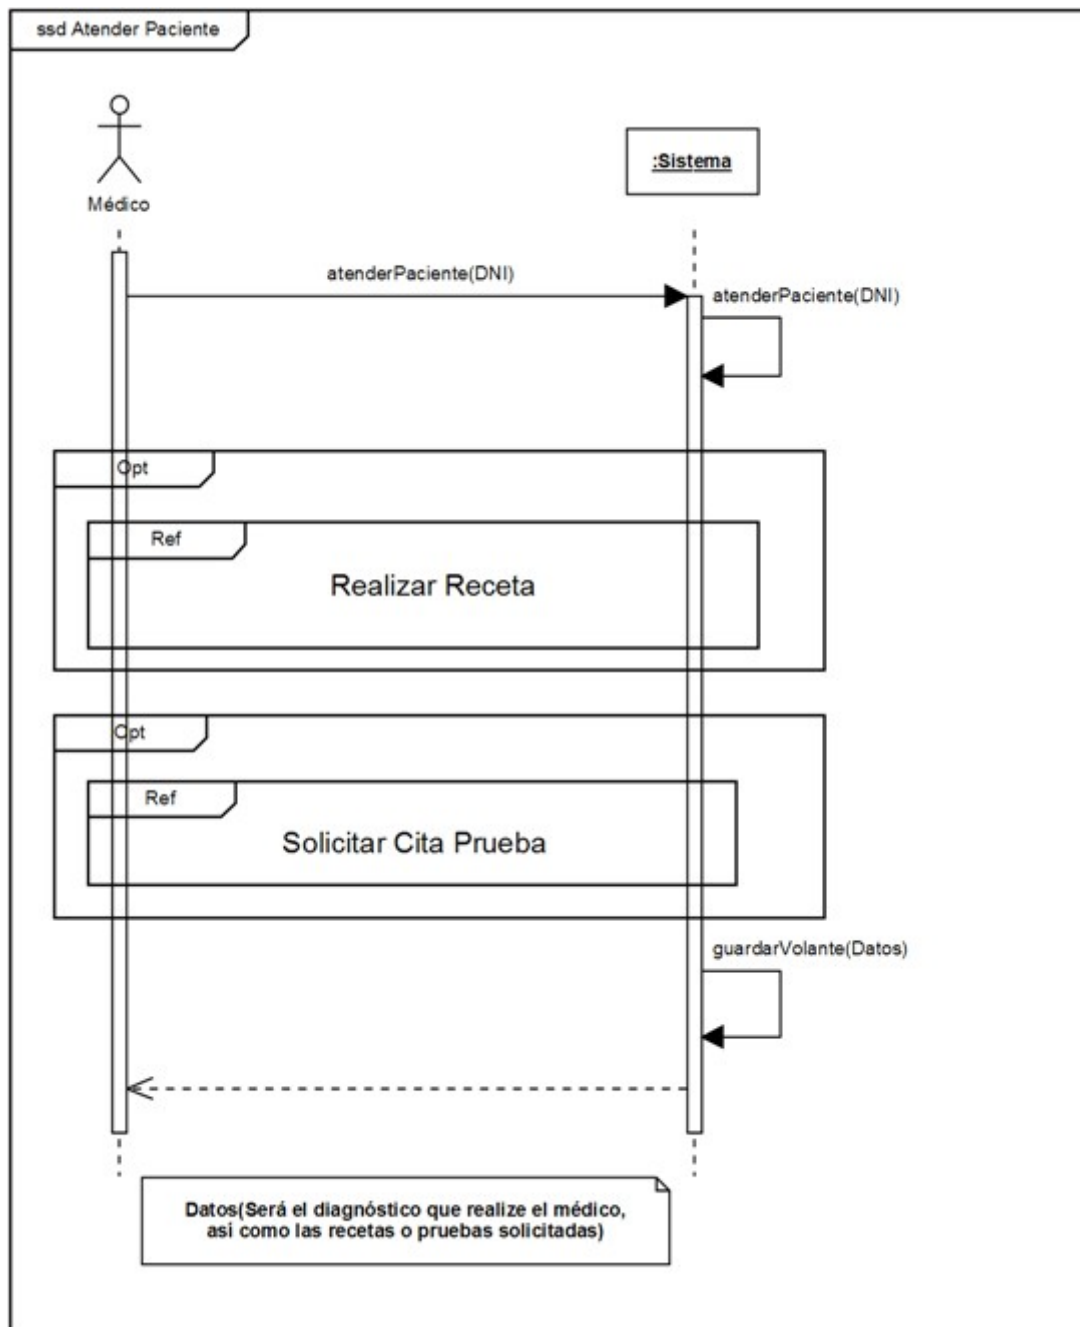 ssd Atender Paciente
Médico
:Sistema
atenderPaciente(DNI)
atenderPaciente(DNI)
Opt
Ref
Realizar Receta
Opt
Ref
Solicitar Cita Prueba
guardarVolante(Datos)
Datos(Será el diagnóstico que realize el médico,
asi como las recetas o pruebas solicitadas)